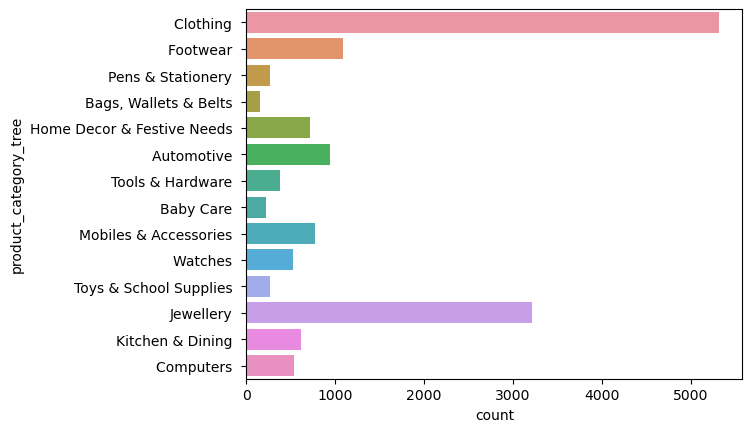 product_category_tree
Clothing
Footwear
Pens & Stationery
Bags, Wallets & Belts
Home Decor & Festive Needs
Automotive
Tools & Hardware
Baby Care
Mobiles & Accessories
Watches
Toys & School Supplies
Jewellery
Kitchen & Dining
Computers
0 1000 2000 3000 4000 5000
count